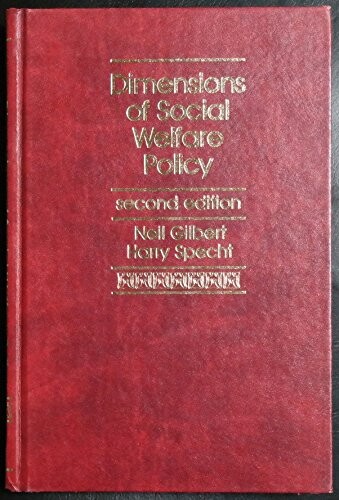 Dimensions
of Social
Welfare
Policy
second edition
Neil Gilbert
Harry Specht